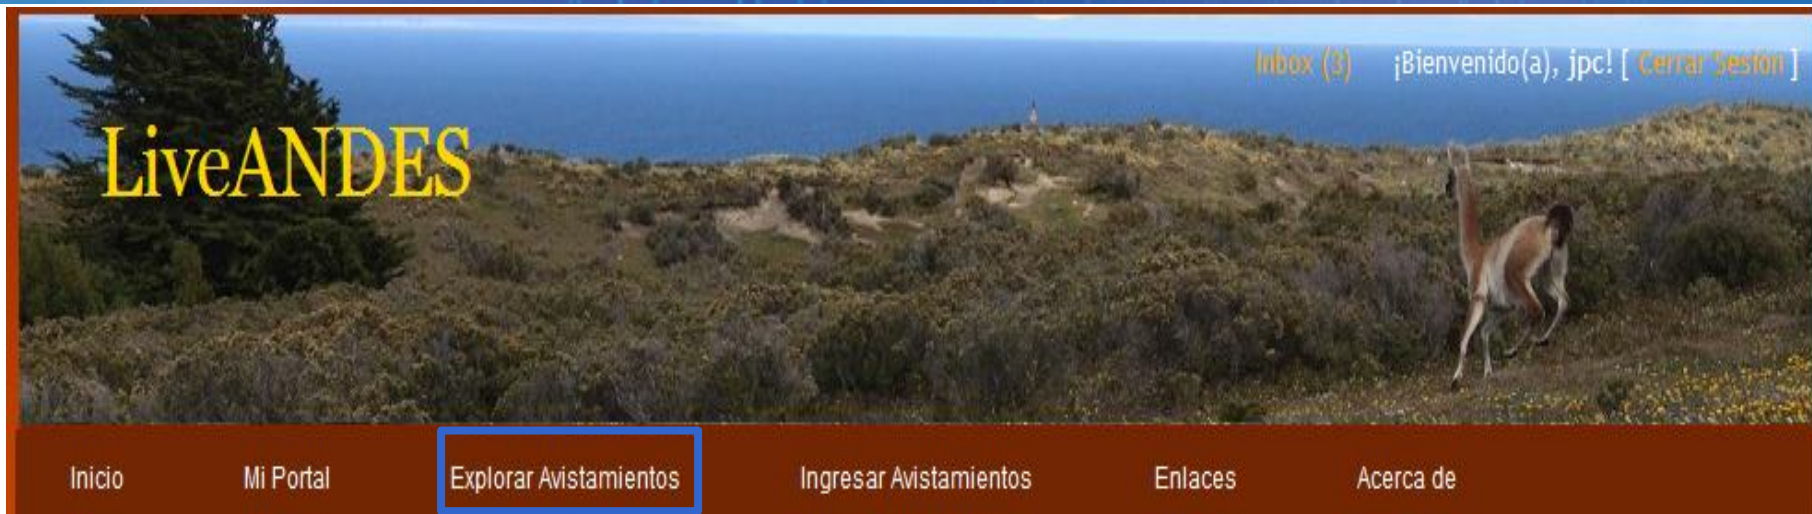 Inbox (3) ¡Bienvenido(a), jpc! [ Cerrar Sesión ]
LiveANDES
Inicio Mi Portal Explorar Avistamientos Ingresar Avistamientos Enlaces Acerca de